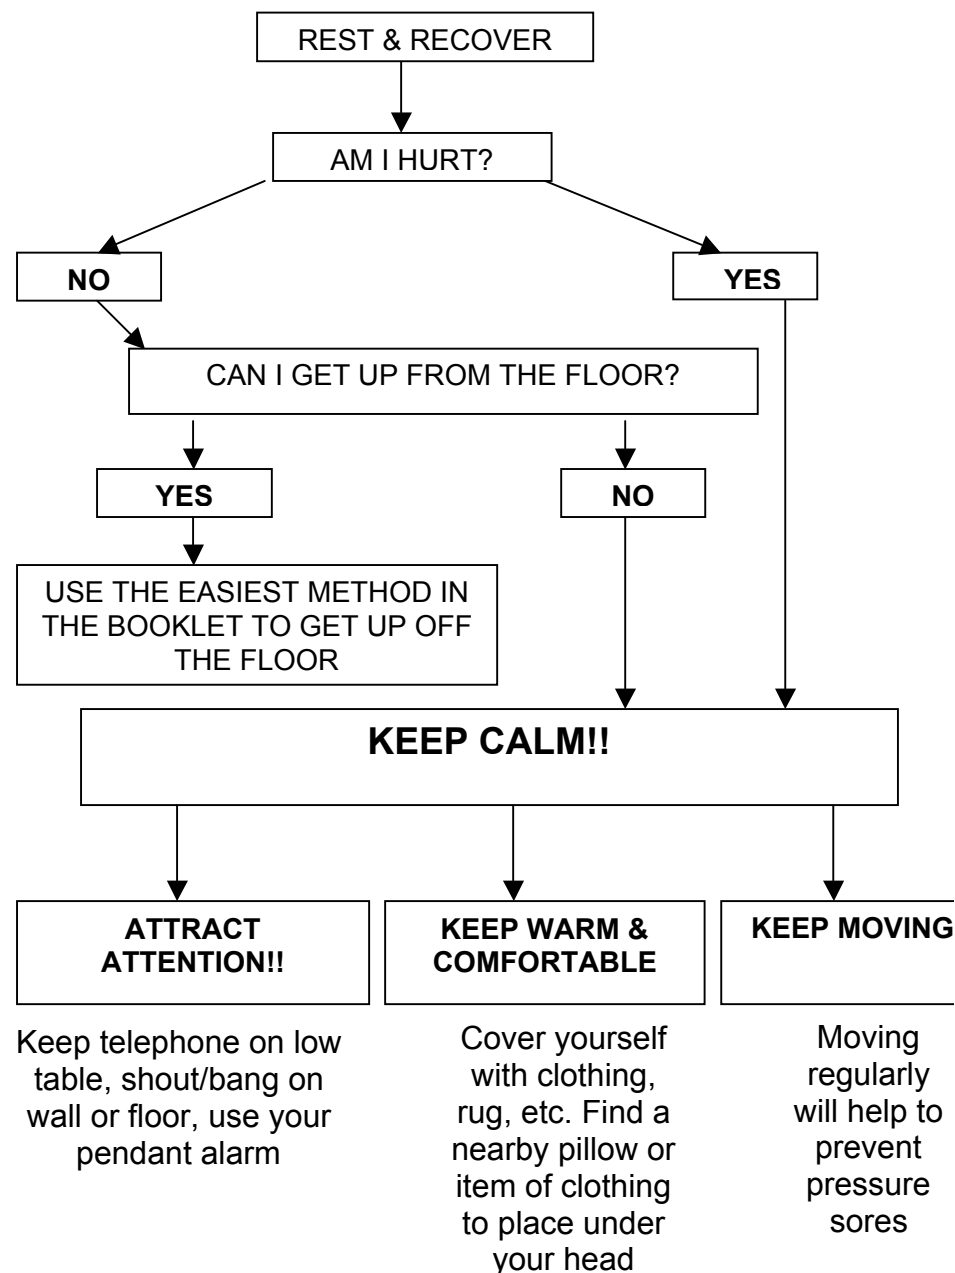 REST & RECOVER
AM I HURT?
NO
YES
CAN I GET UP FROM THE FLOOR?
YES
NO
USE THE EASIEST METHOD IN
THE BOOKLET TO GET UP OFF
THE FLOOR
KEEP CALM!!
ATTRACT
ATTENTION!!
Keep telephone on low
table, shout/bang on
wall or floor, use your
pendant alarm
KEEP WARM &
COMFORTABLE
Cover yourself
with clothing,
rug, etc. Find a
nearby pillow or
item of clothing
to place under
your head
KEEP MOVING
Moving
regularly
will help to
prevent
pressure
sores